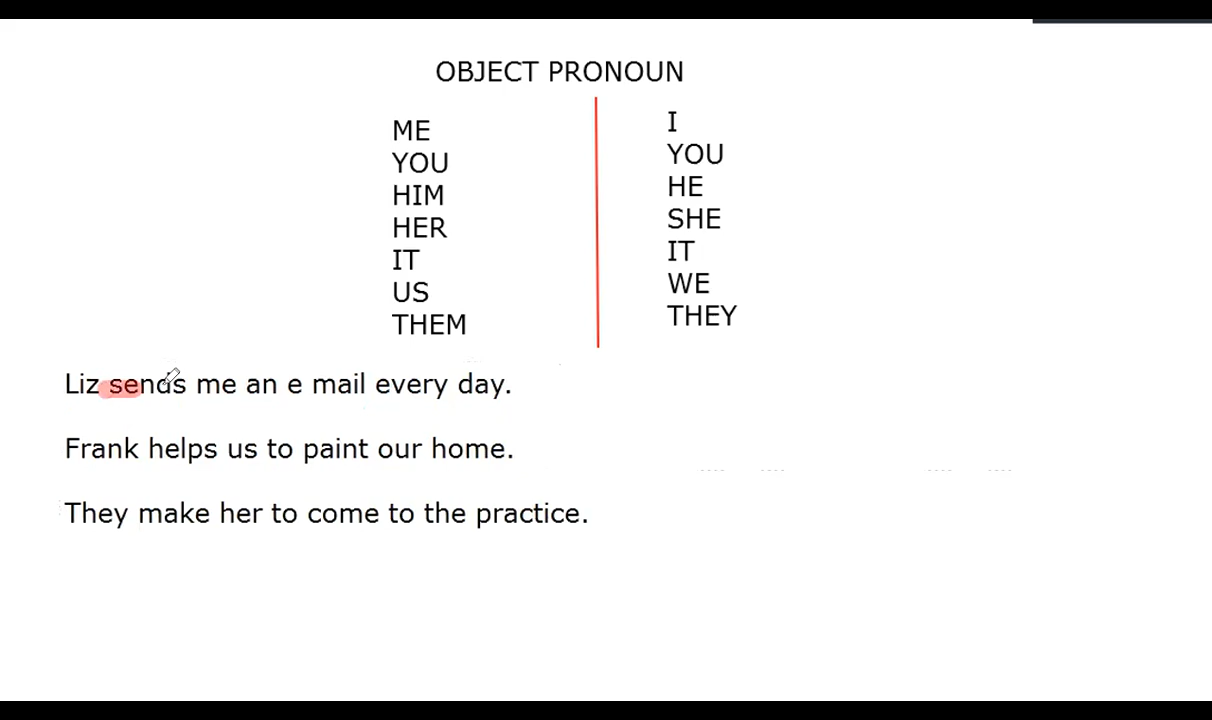 OBJECT PRONOUN
ME
YOU
HIM
HER
IT
US
THEM
I
YOU
HE
SHE
IT
WE
THEY
Liz sends me an e mail every day.
Frank helps us to paint our home.
They make her to come to the practice.